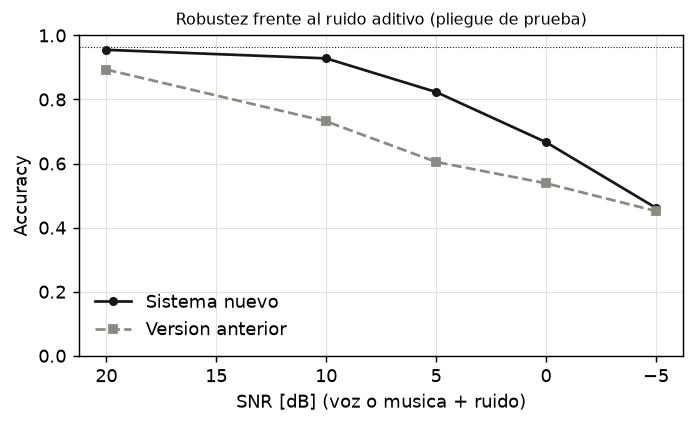 Robustez frente al ruido aditivo (pliegue de prueba)
1.0
0.8
0.6
0.4
0.2
0.0
Accuracy
Sistema nuevo
Version anterior
20 15 10 5 0 −5
SNR [dB] (voz o musica + ruido)